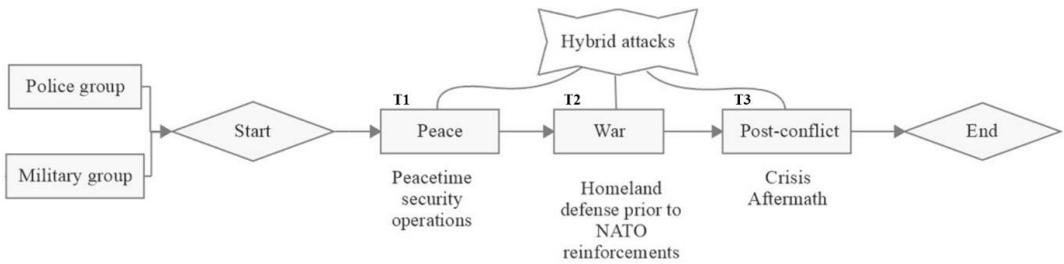 Hybrid attacks
Police group
Military group
Start
T1
Peace
T2
War
T3
Post-conflict
End
Peacetime
security
operations
Homeland
defense prior to
NATO
reinforcements
Crisis
Aftermath